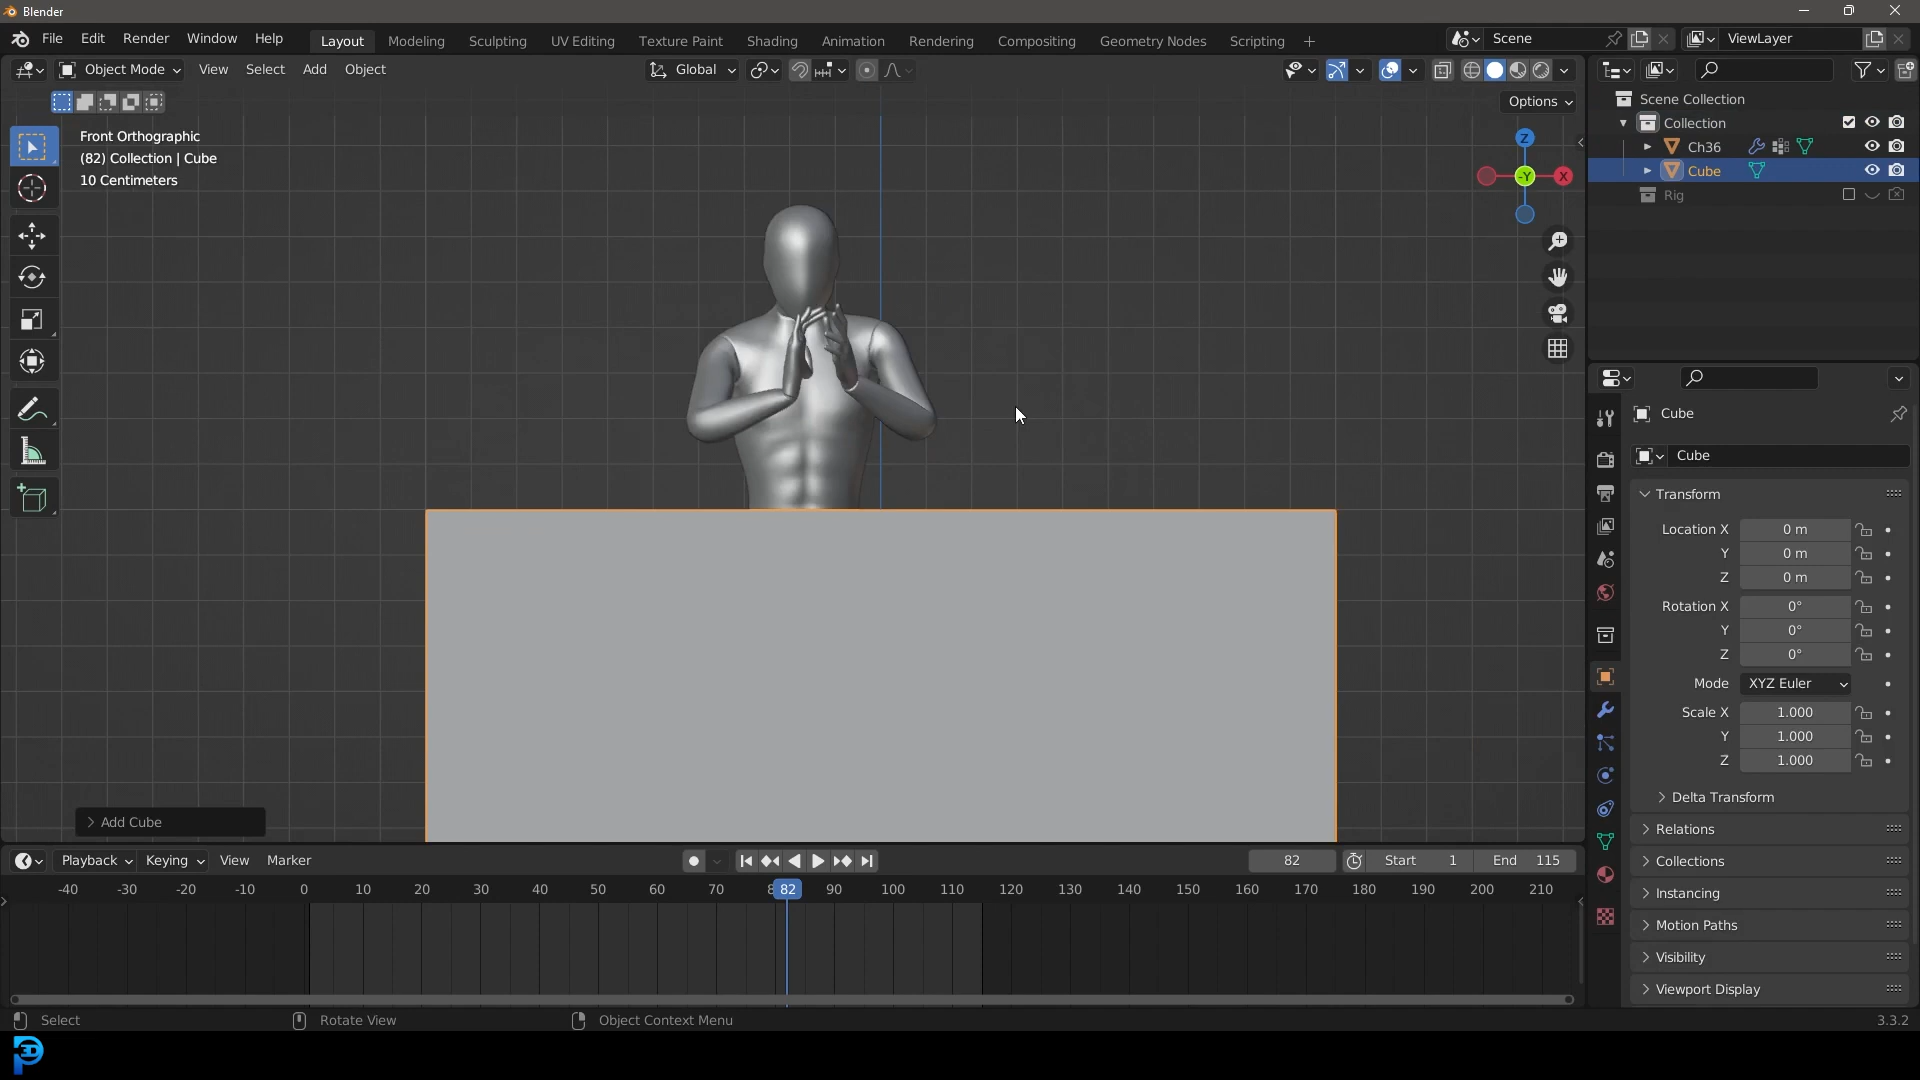 Blender
File Edit Render Window Help Layout Modeling Sculpting UV Editing Texture Paint Shading Animation Rendering Compositing Geometry Nodes Scripting + Scene ViewLayer
Object Mode View Select Add Object Global
Options
Front Orthographic
(82) Collection | Cube
10 Centimeters
Z
-Y X
Scene Collection
Collection
Ch36
Cube
Rig
Cube
Cube
Transform
Location X 0 m
Y 0 m
Z 0 m
Rotation X 0°
Y 0°
Z 0°
Mode XYZ Euler
Scale X 1.000
Y 1.000
Z 1.000
Delta Transform
Relations
Collections
Instancing
Motion Paths
Visibility
Viewport Display
Add Cube
Playback Keying View Marker 82 Start 1 End 115
-40 -30 -20 -10 0 10 20 30 40 50 60 70 82 90 100 110 120 130 140 150 160 170 180 190 200 210
Select Rotate View Object Context Menu 3.3.2